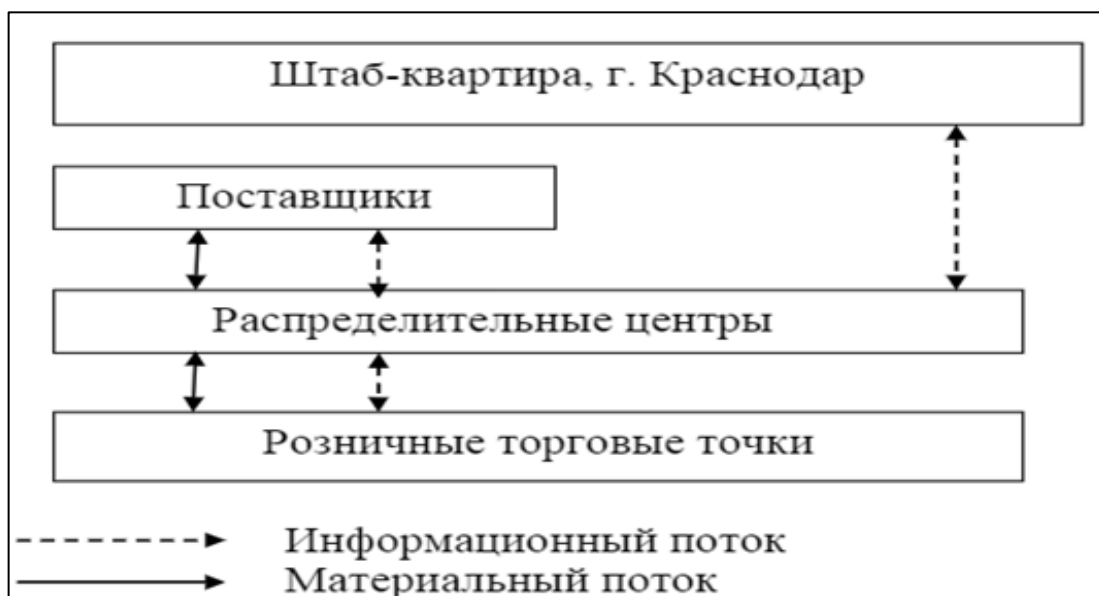 Штаб-квартира, г. Краснодар
Поставщики
Распределительные центры
Розничные торговые точки
Информационный поток
Материальный поток